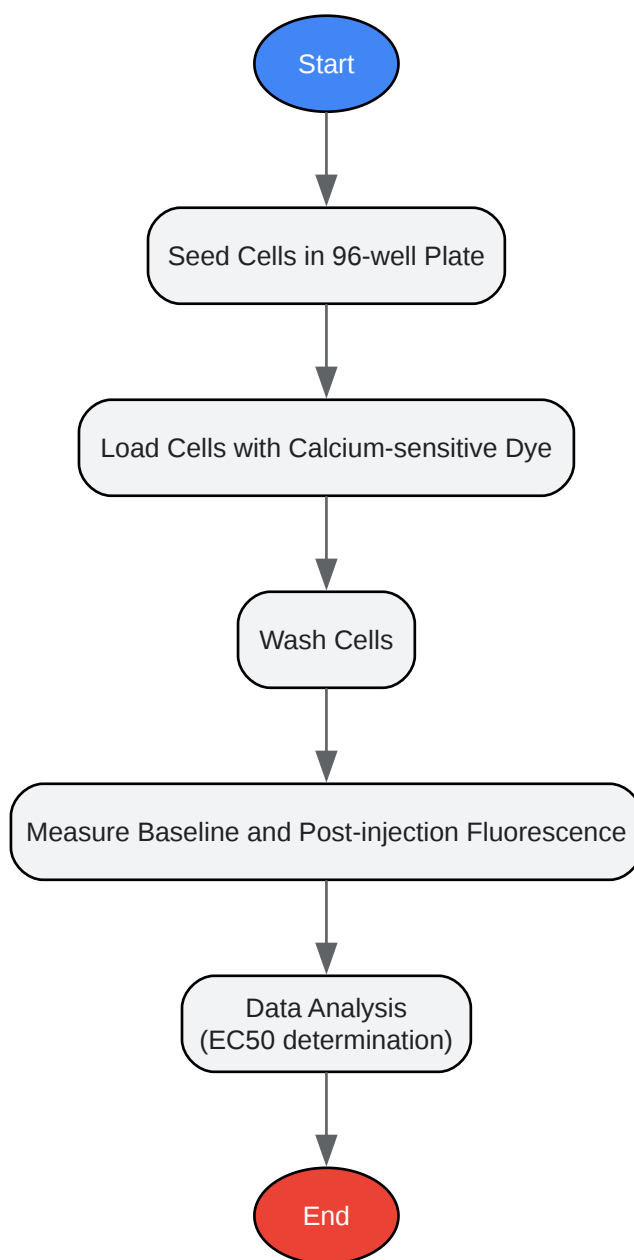 Start
Seed Cells in 96-well Plate
Load Cells with Calcium-sensitive Dye
Wash Cells
Measure Baseline and Post-injection Fluorescence
Data Analysis
(EC50 determination)
End